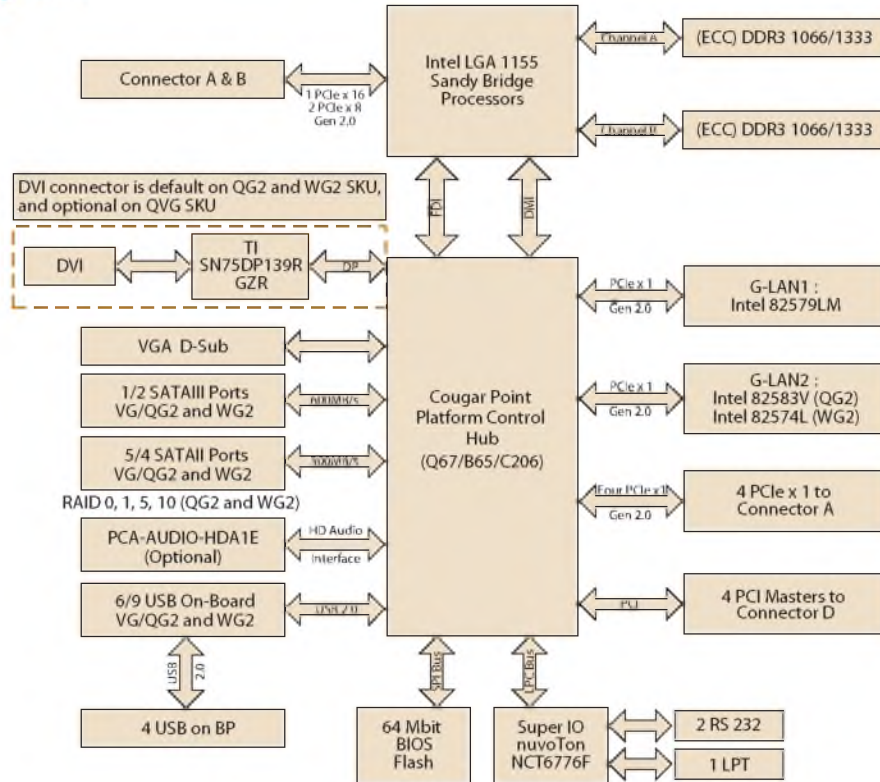 Intel LGA 1155
Sandy Bridge
Processors
Channel A
(ECC) DDR3 1066/1333
Channel B
(ECC) DDR3 1066/1333
Connector A & B
1 PCIe x 16
2 PCIe x 8
Gen 2,0
DVI connector is default on QG2 and WG2 SKU,
and optional on QVG SKU
FDI
DMI
DVI
TI
SN75DP139R
GZR
DP
VGA D-Sub
1/2 SATAIII Ports
VG/QG2 and WG2
600MB/s
5/4 SATAII Ports
VG/QG2 and WG2
300MB/s
RAID 0, 1, 5, 10 (QG2 and WG2)
PCA-AUDIO-HDA1E
(Optional)
HD Audio
Interface
6/9 USB On-Board
VG/QG2 and WG2
USB 2.0
USB
2.0
4 USB on BP
Cougar Point
Platform Control
Hub
(Q67/B65/C206)
PCIe x 1
Gen 2.0
G-LAN1 :
Intel 82579LM
PCIe x 1
Gen 2.0
G-LAN2 :
Intel 82583V (QG2)
Intel 82574L (WG2)
Four PCIe x1
Gen 2.0
4 PCIe x 1 to
Connector A
PCI
4 PCI Masters to
Connector D
SPI Bus
LPC Bus
64 Mbit
BIOS
Flash
Super IO
nuvoTon
NCT6776F
2 RS 232
1 LPT